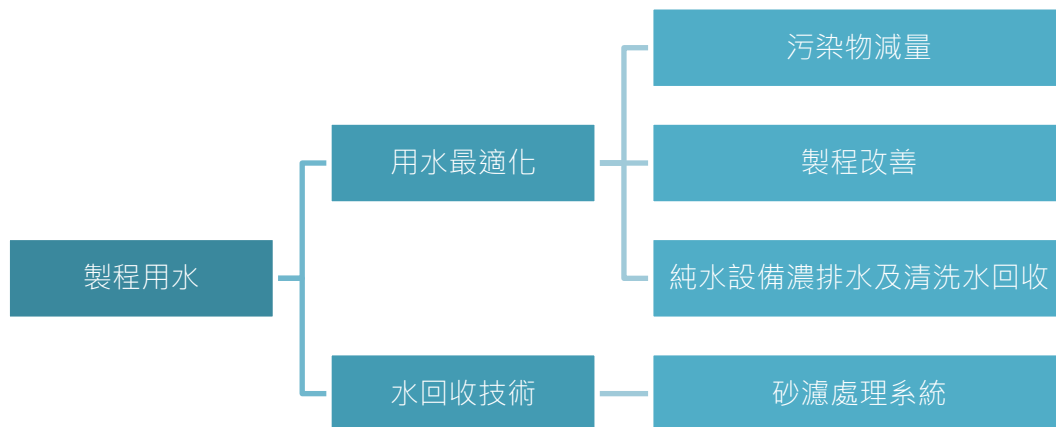 污染物減量
用水最適化
製程改善
製程用水
純水設備濃排水及清洗水回收
水回收技術
砂濾處理系統